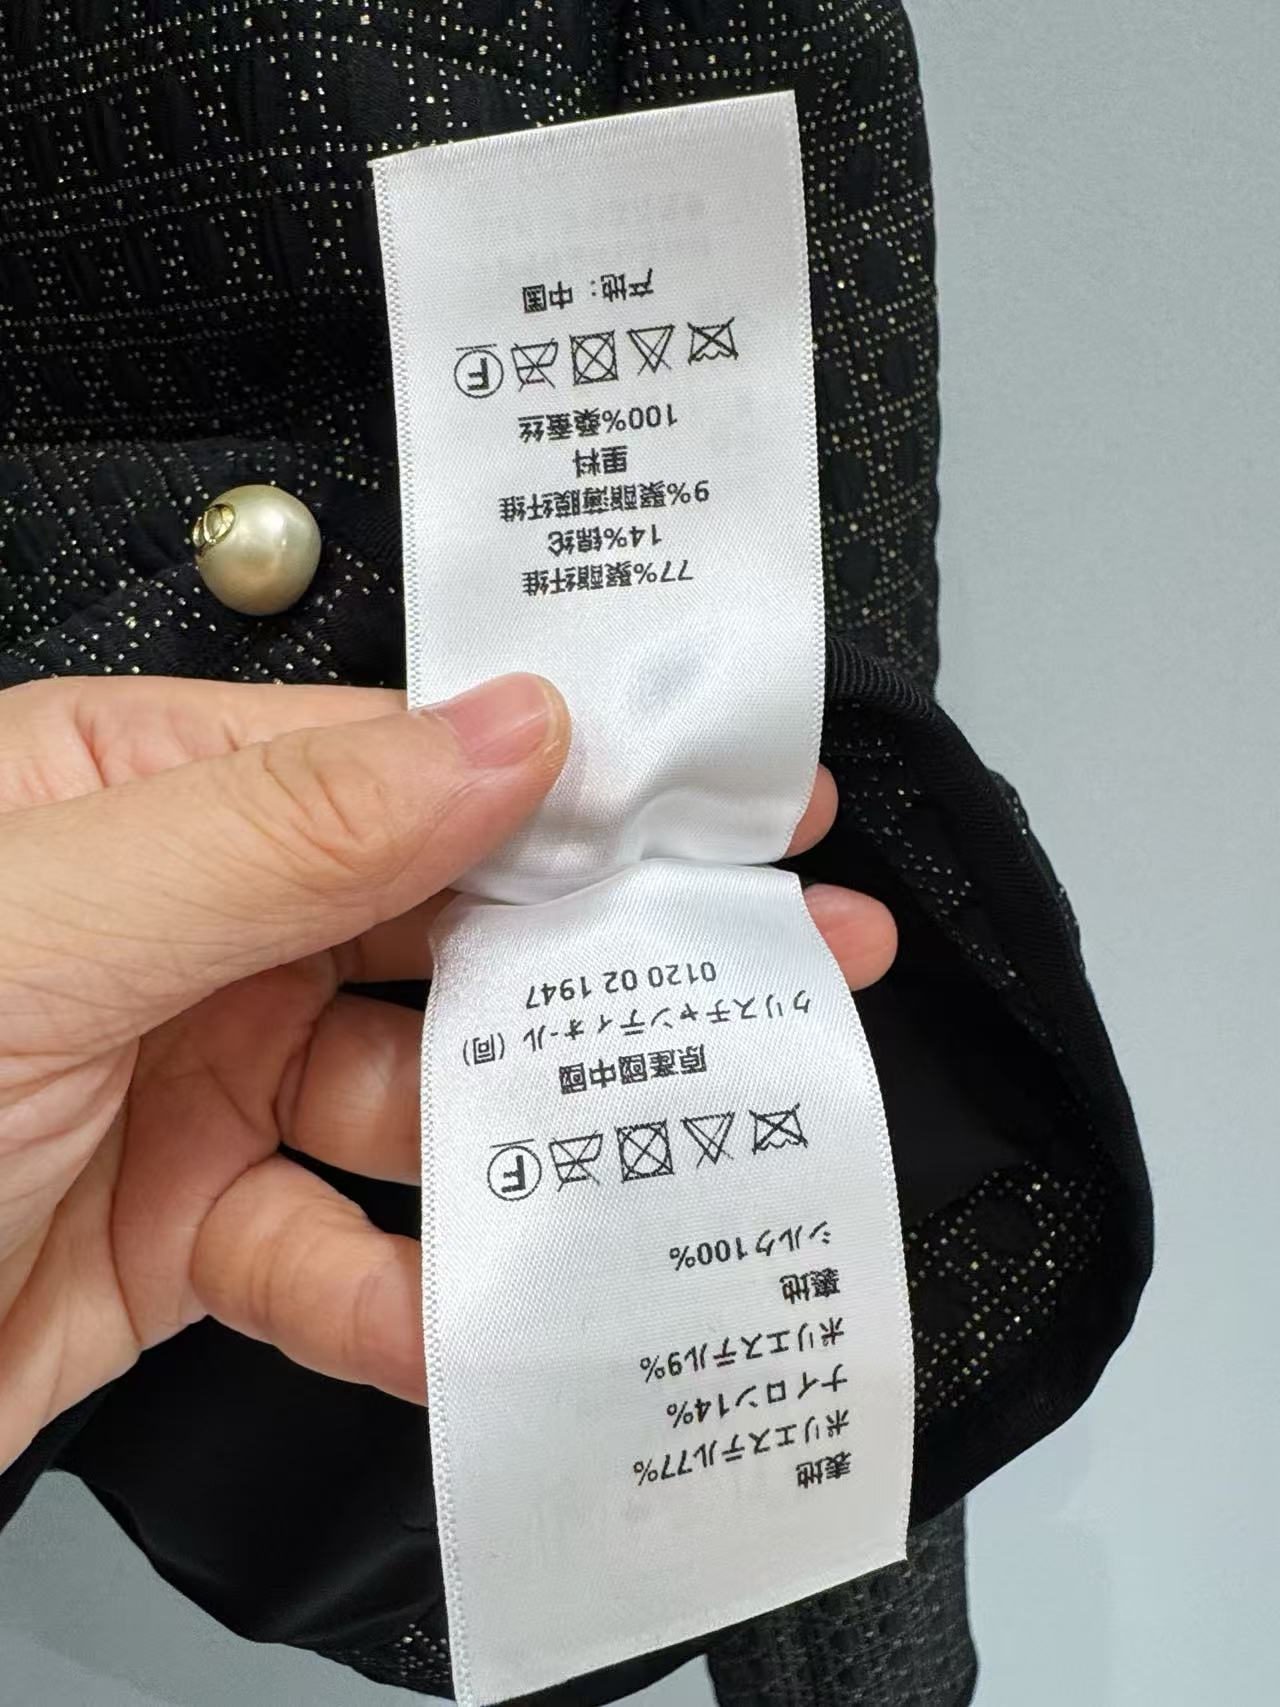 表地
ポリエステル77%
ナイロン14%
ポリエステル9%
裏地
シルク100%
F
原産國中國
クリスチャンディオール (同)
0120 02 1947
77%聚酯纤维
14%锦纶
9%聚酯薄膜纤维
里料
100%桑蚕丝
F
产地：中国